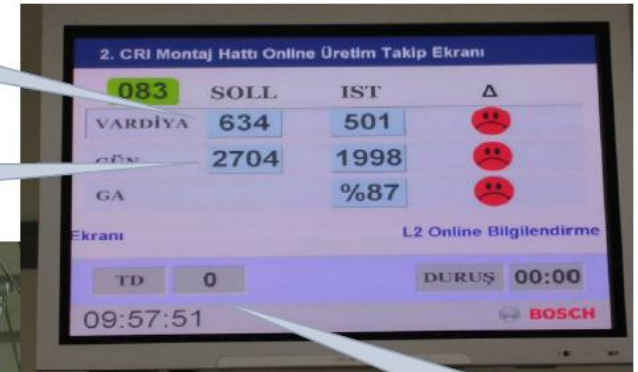 2. CRI Montaj Hattı Online Üretim Takip Ekranı
083 SOLL IST Δ
VARDİYA 634 501
GÜN 2704 1998
GA %87
Ekranı L2 Online Bilgilendirme
TD 0 DURUŞ 00:00
09:57:51 BOSCH